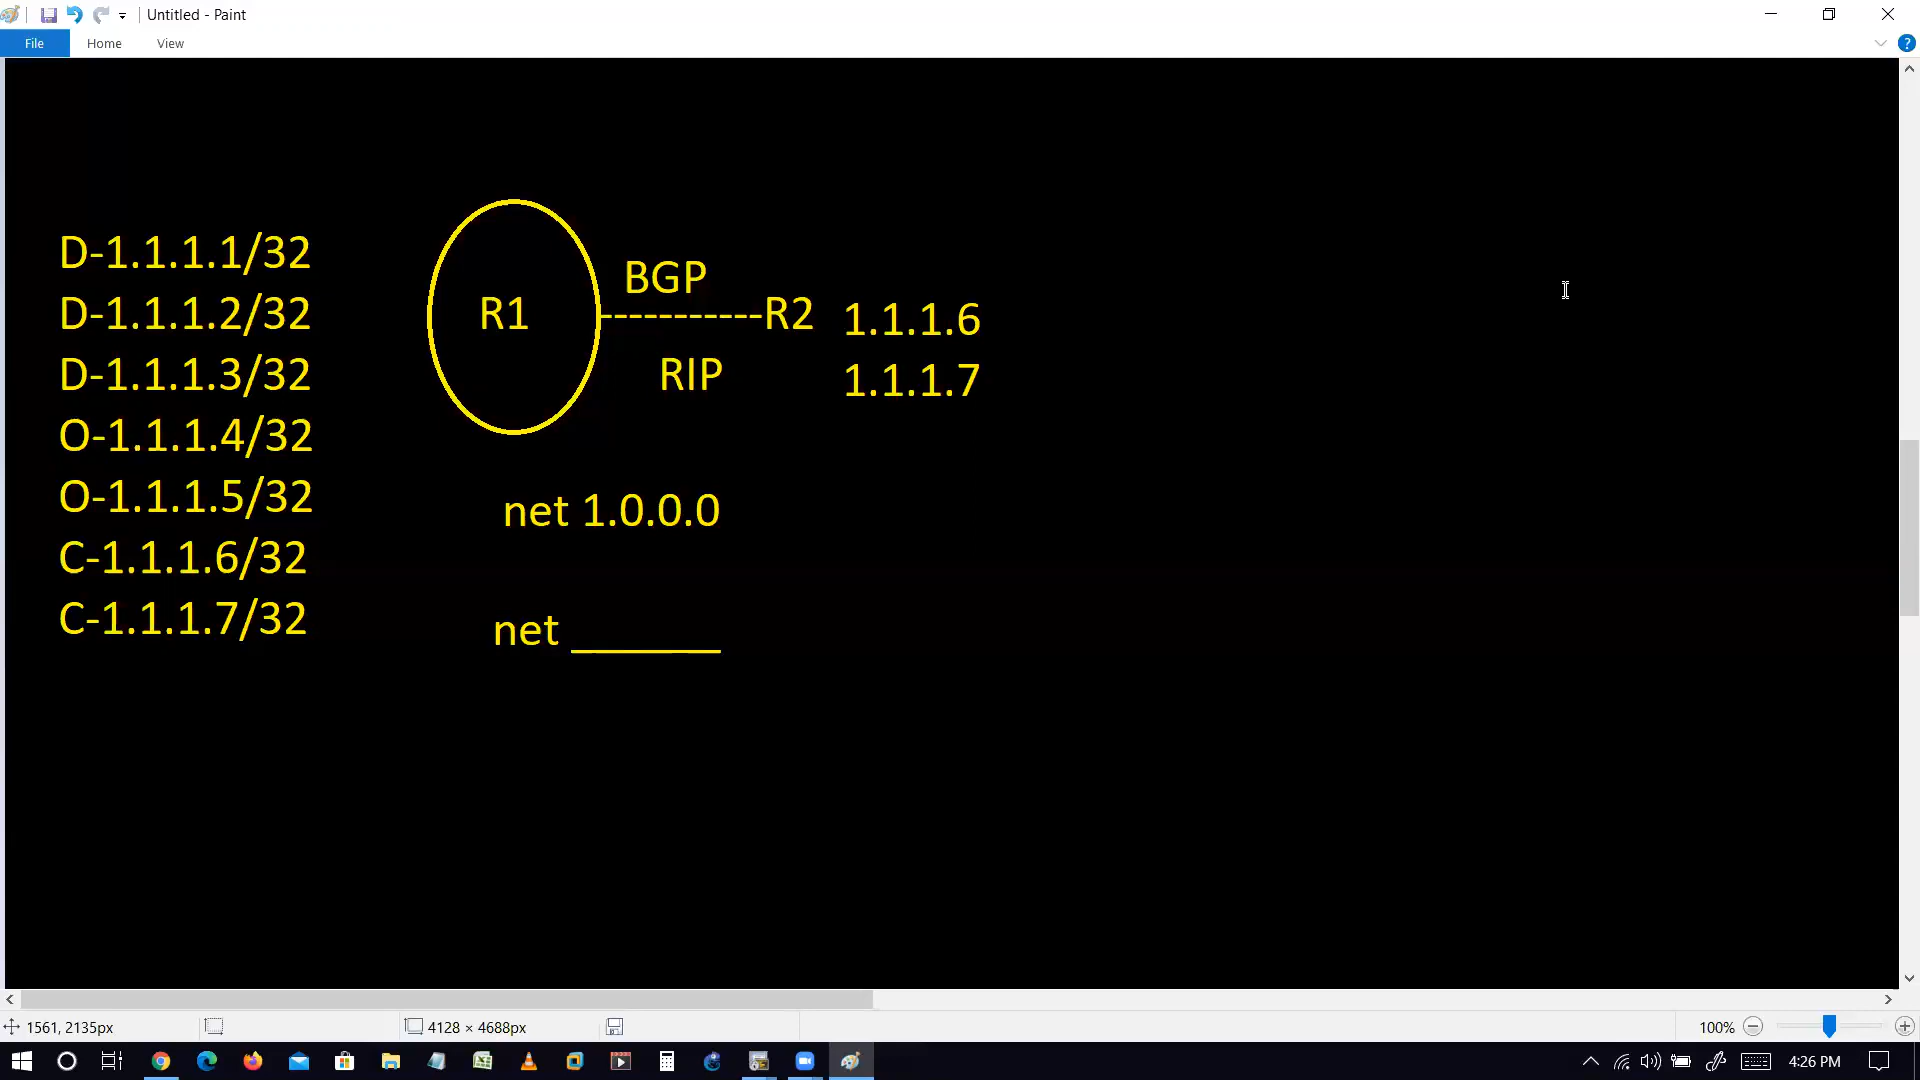 Untitled - Paint
File Home View
D-1.1.1.1/32
D-1.1.1.2/32
D-1.1.1.3/32
O-1.1.1.4/32
O-1.1.1.5/32
C-1.1.1.6/32
C-1.1.1.7/32
R1
BGP
-----------R2
RIP
1.1.1.6
1.1.1.7
net 1.0.0.0
net ______
1561, 2135px
4128 × 4688px
100%
4:26 PM